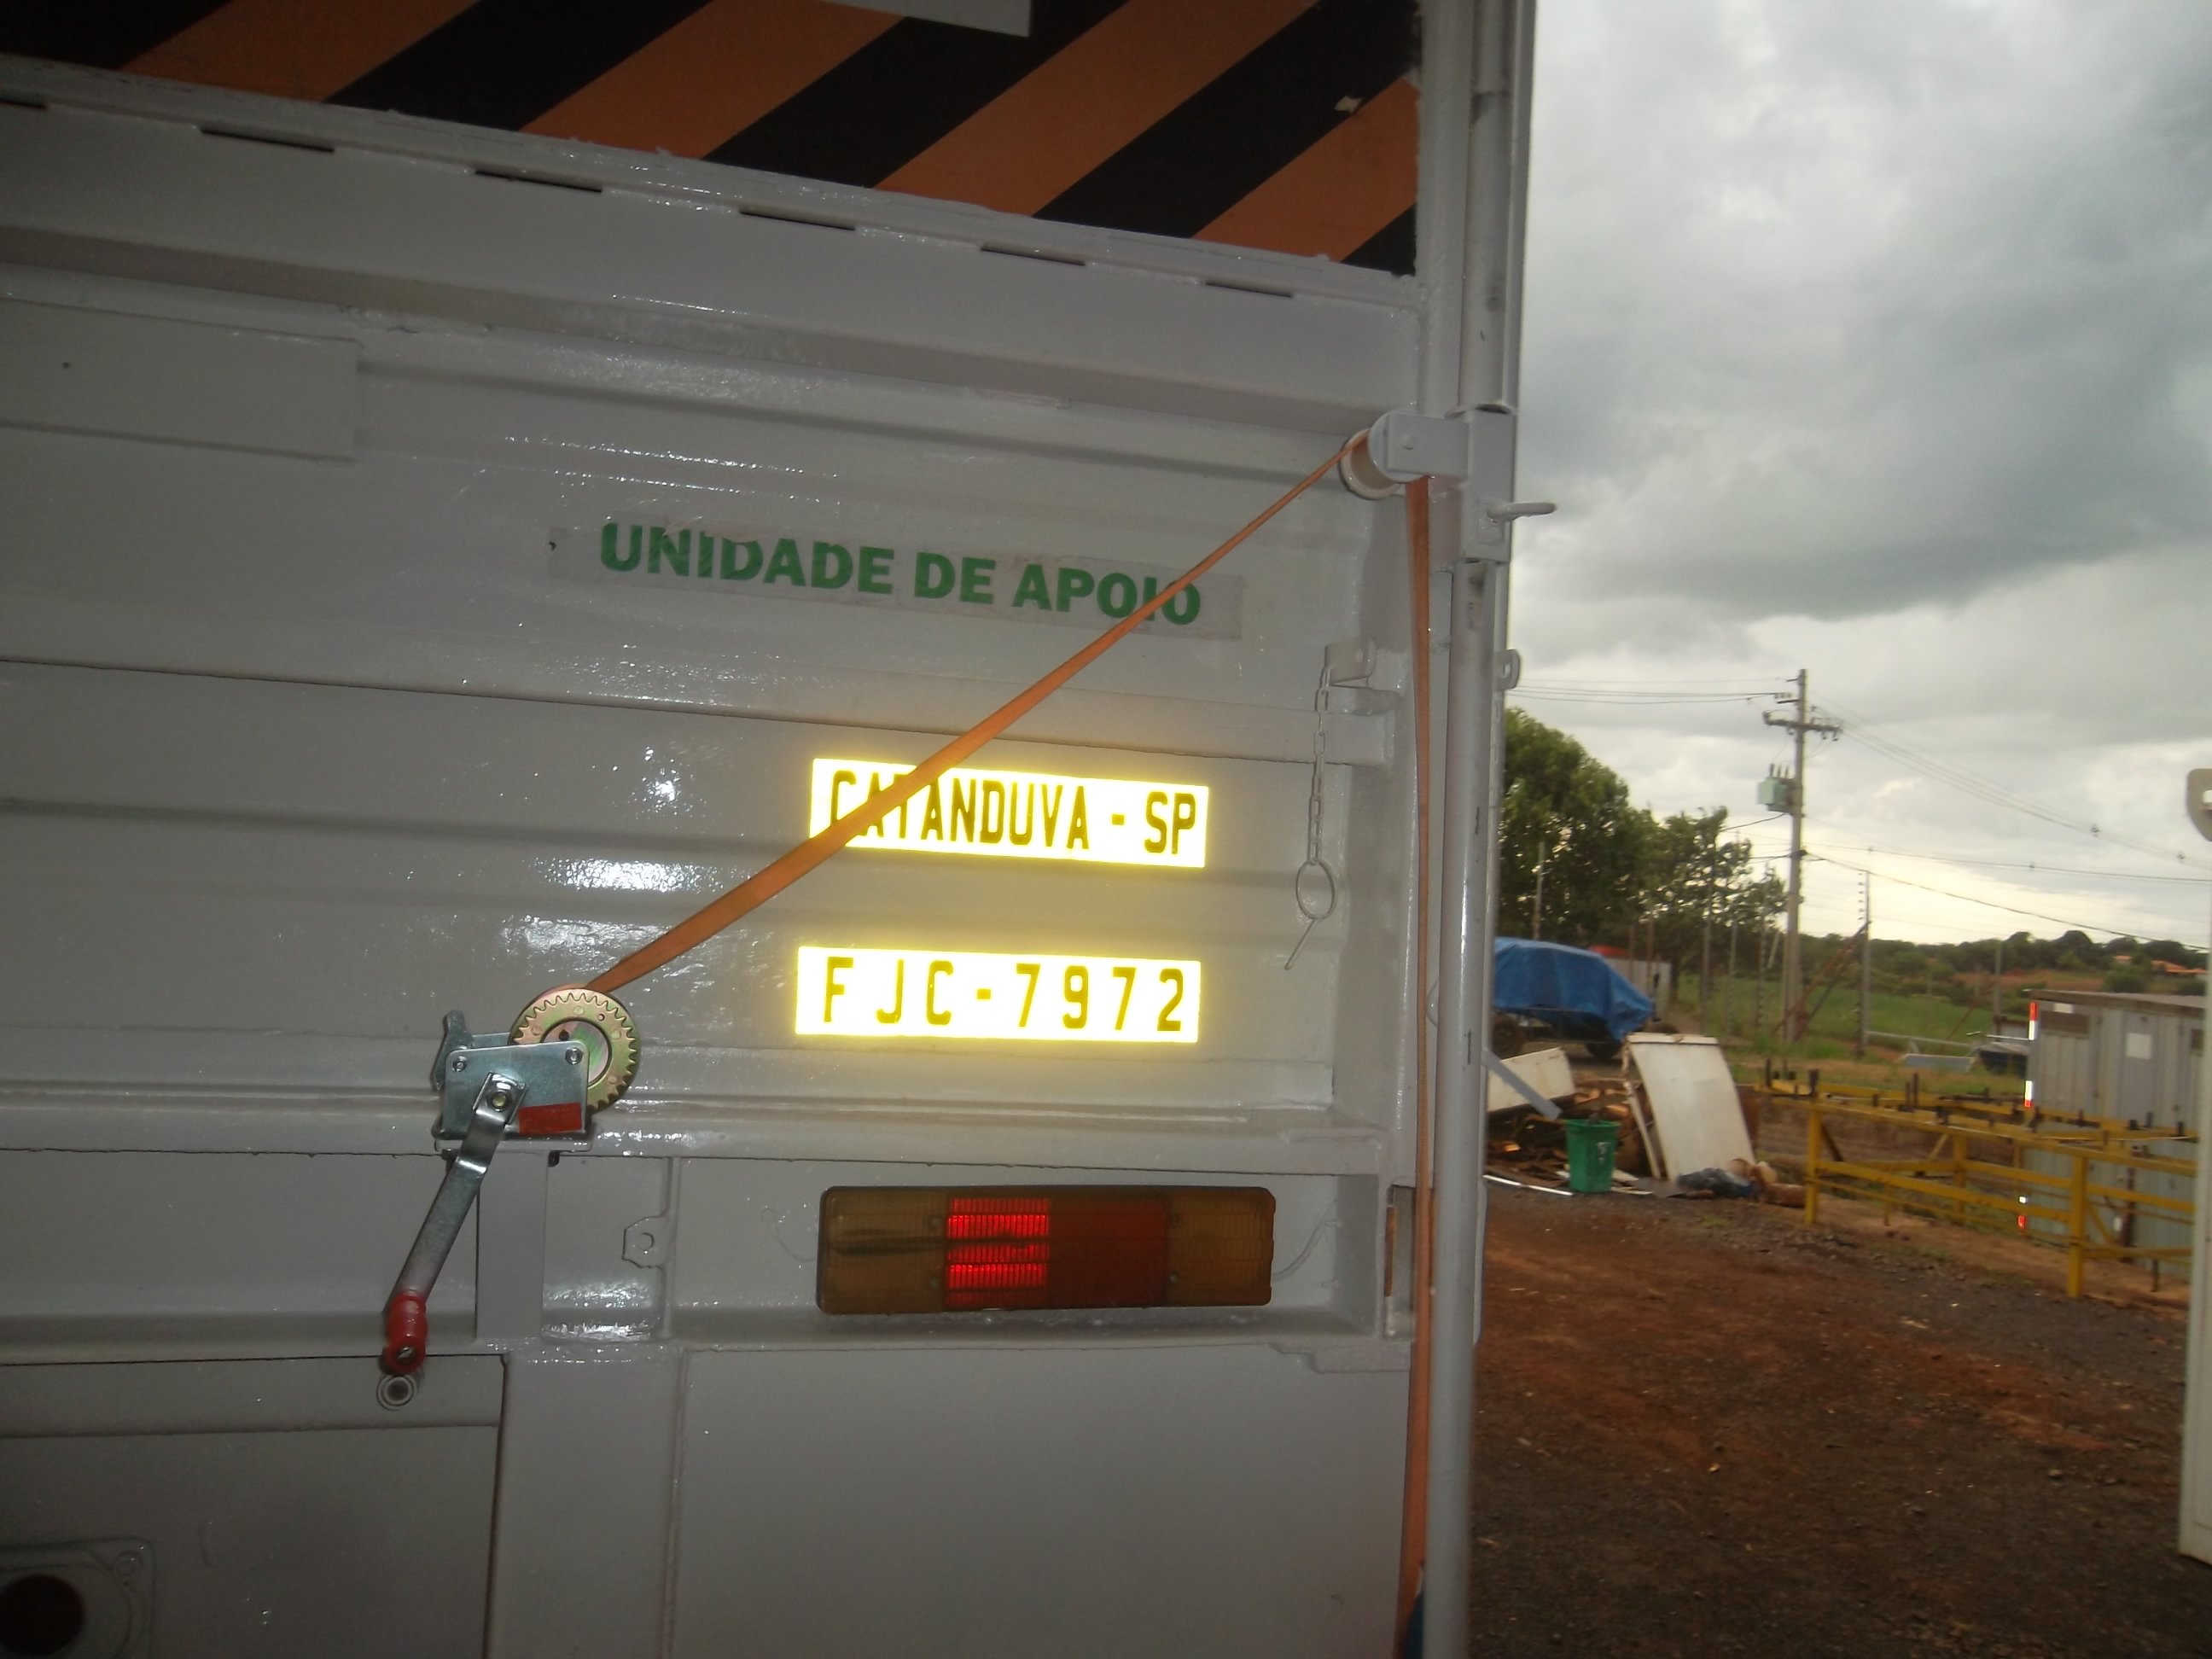 UNIDADE DE APOIO
CATANDUVA - SP
FJC-7972